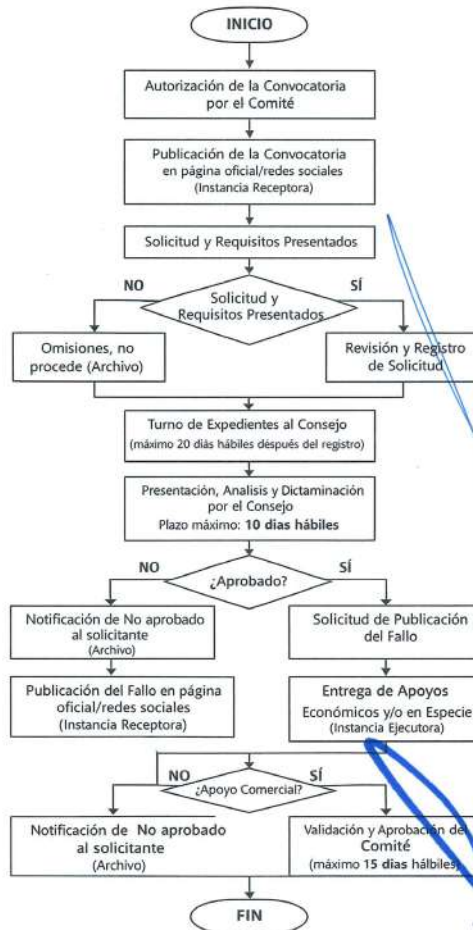 INICIO
Autorización de la Convocatoria
por el Comité
Publicación de la Convocatoria
en página oficial/redes sociales
(Instancia Receptora)
Solicitud y Requisitos Presentados
NO
SÍ
Solicitud y
Requisitos Presentados
Omisiones, no
procede (Archivo)
Revisión y Registro
de Solicitud
Turno de Expedientes al Consejo
(máximo 20 diás hábiles después del registro)
Presentación, Analisis y Dictaminación
por el Consejo
Plazo máximo: 10 dias hábiles
NO
SÍ
¿Aprobado?
Notificación de No aprobado
al solicitante
(Archivo)
Solicitud de Publicación
del Fallo
Publicación del Fallo en página
oficial/redes sociales
(Instancia Receptora)
Entrega de Apoyos
Económicos y/o en Especie
(Instancia Ejecutora)
NO
SÍ
¿Apoyo Comercial?
Notificación de No aprobado
al solicitante
(Archivo)
Validación y Aprobación de
Comité
(máximo 15 dias hálbiles)
FIN